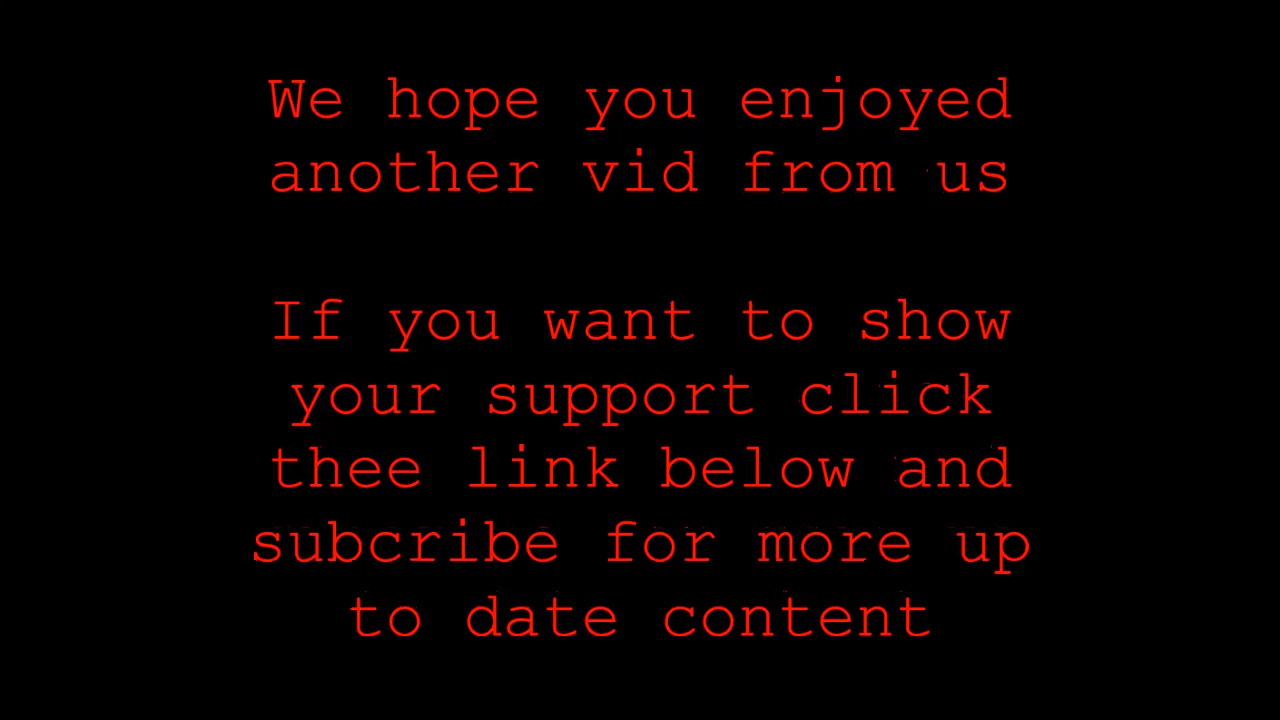 We hope you enjoyed
another vid from us
If you want to show
your support click
thee link below and
subcribe for more up
to date content